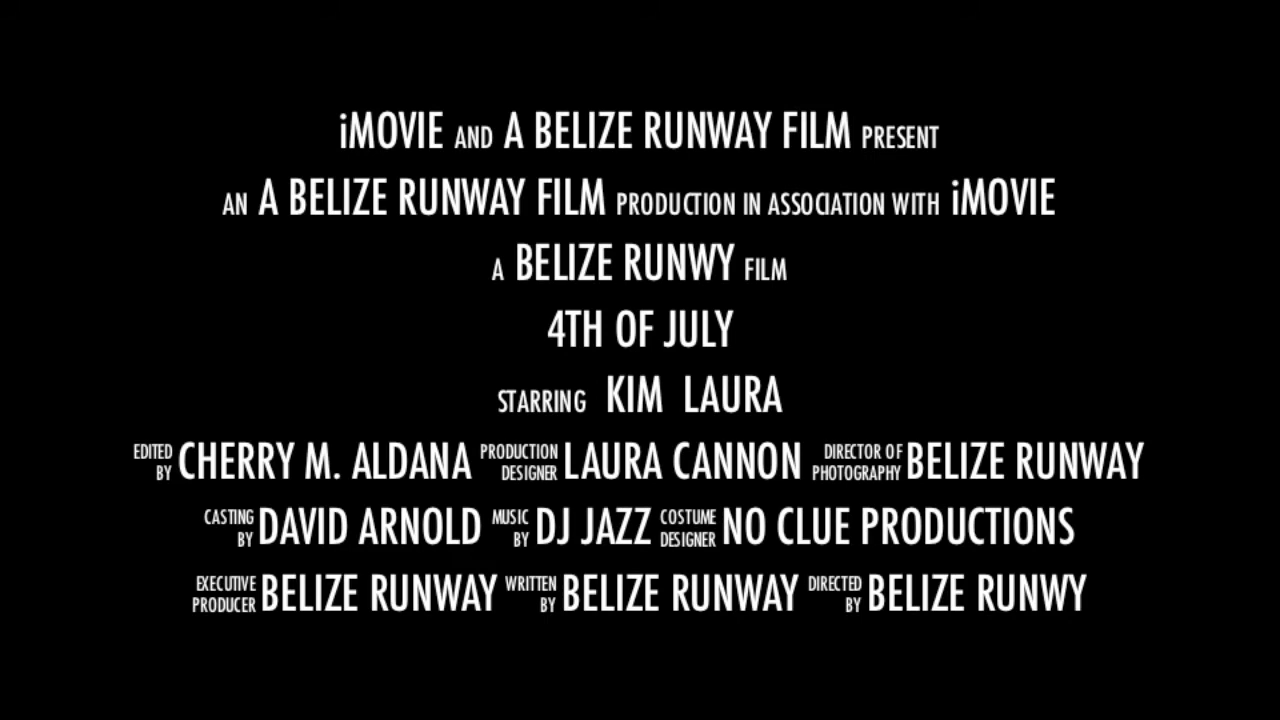 iMOVIE AND A BELIZE RUNWAY FILM PRESENT
AN A BELIZE RUNWAY FILM PRODUCTION IN ASSOCIATION WITH iMOVIE
A BELIZE RUNWY FILM
4TH OF JULY
STARRING KIM LAURA
EDITED BY CHERRY M. ALDANA PRODUCTION DESIGNER LAURA CANNON DIRECTOR OF PHOTOGRAPHY BELIZE RUNWAY
CASTING BY DAVID ARNOLD MUSIC BY DJ JAZZ COSTUME DESIGNER NO CLUE PRODUCTIONS
EXECUTIVE PRODUCER BELIZE RUNWAY WRITTEN BY BELIZE RUNWAY DIRECTED BY BELIZE RUNWY